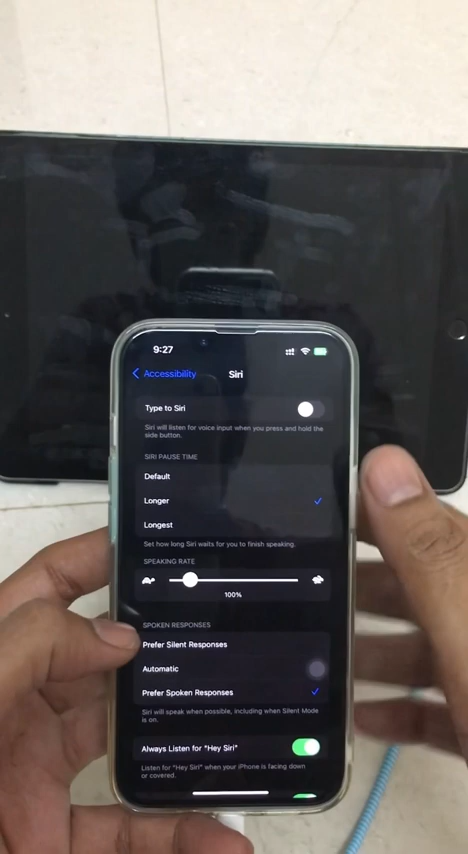 9:27
Accessibility
Siri
Type to Siri
Siri will listen for voice input when you press and hold the
side button.
SIRI PAUSE TIME
Default
Longer
Longest
Set how long Siri waits for you to finish speaking.
SPEAKING RATE
100%
SPOKEN RESPONSES
Prefer Silent Responses
Automatic
Prefer Spoken Responses
Siri will speak when possible, including when Silent Mode
is on.
Always Listen for "Hey Siri"
Listen for "Hey Siri" when your iPhone is facing down
or covered.